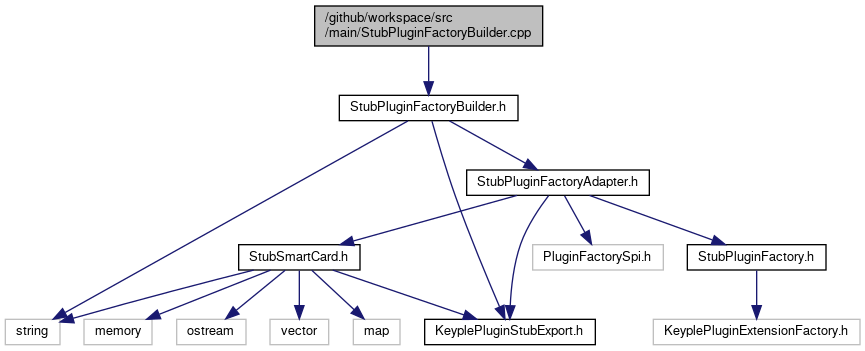 /github/workspace/src
/main/StubPluginFactoryBuilder.cpp
StubPluginFactoryBuilder.h
StubPluginFactoryAdapter.h
StubSmartCard.h
PluginFactorySpi.h
StubPluginFactory.h
string
memory
ostream
vector
map
KeyplePluginStubExport.h
KeyplePluginExtensionFactory.h